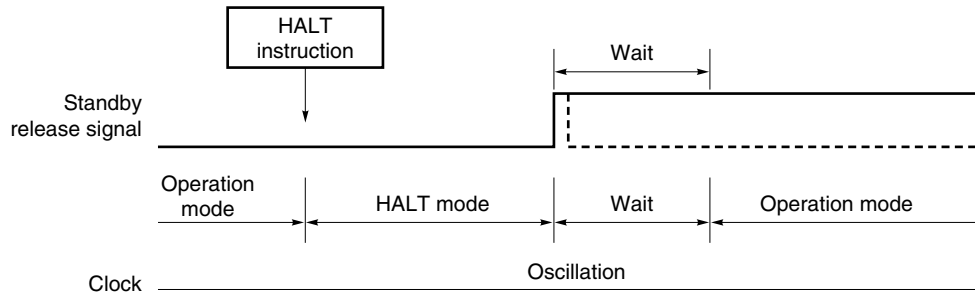 HALT
instruction
Wait
Standby
release signal
Operation
mode
HALT mode
Wait
Operation mode
Oscillation
Clock